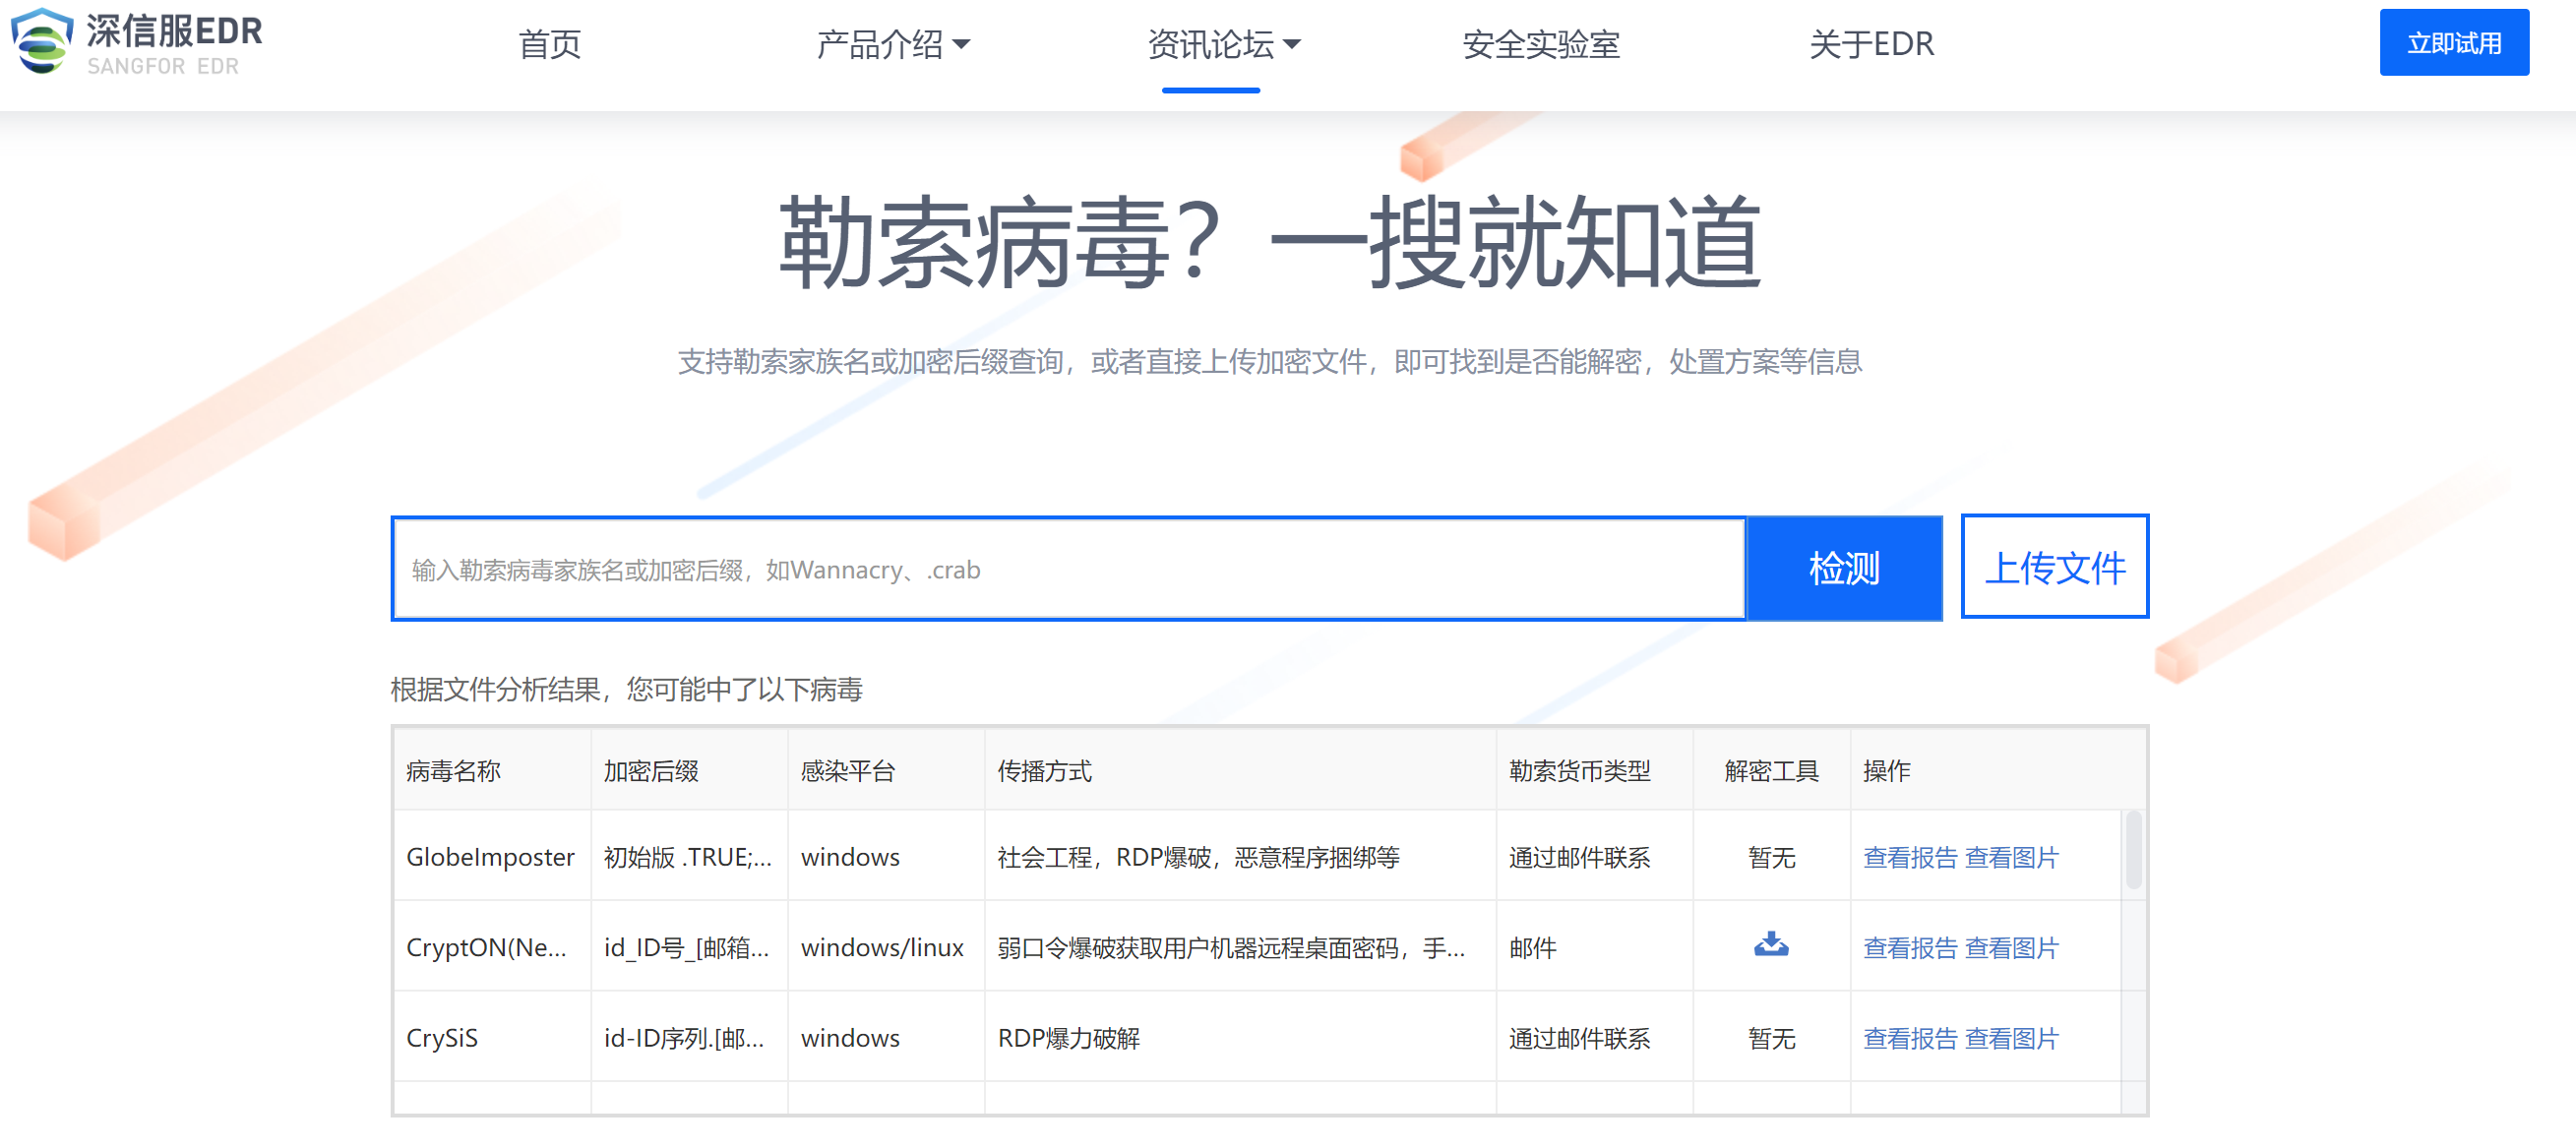 深信服EDR
SANGFOR EDR
首页
产品介绍
资讯论坛
安全实验室
关于EDR
立即试用
勒索病毒？一搜就知道
支持勒索家族名或加密后缀查询，或者直接上传加密文件，即可找到是否能解密，处置方案等信息
输入勒索病毒家族名或加密后缀，如Wannacry、.crab
检测
上传文件
根据文件分析结果，您可能中了以下病毒
病毒名称 加密后缀 感染平台 传播方式 勒索货币类型 解密工具 操作
GlobeImposter 初始版 .TRUE;... windows 社会工程，RDP爆破，恶意程序捆绑等 通过邮件联系 暂无 查看报告 查看图片
CryptON(Ne... id_ID号_[邮箱... windows/linux 弱口令爆破获取用户机器远程桌面密码，手... 邮件 查看报告 查看图片
CrySiS id-ID序列.[邮... windows RDP爆力破解 通过邮件联系 暂无 查看报告 查看图片